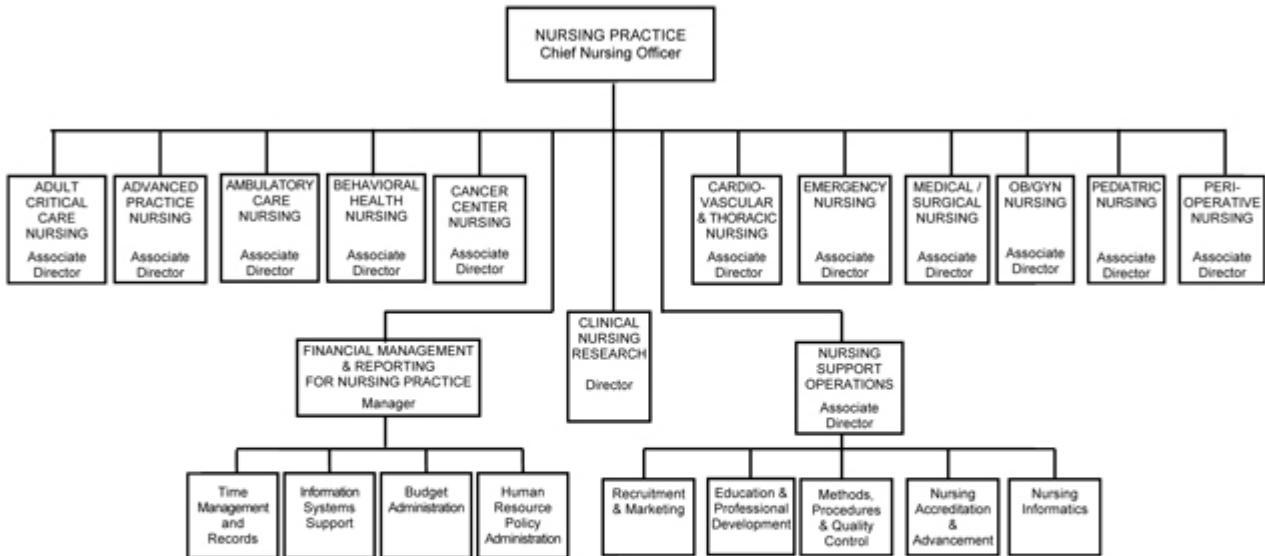 NURSING PRACTICE
Chief Nursing Officer
ADULT
CRITICAL
CARE
NURSING
Associate
Director
ADVANCED
PRACTICE
NURSING
Associate
Director
AMBULATORY
CARE
NURSING
Associate
Director
BEHAVIORAL
HEALTH
NURSING
Associate
Director
CANCER
CENTER
NURSING
Associate
Director
CARDIO-
VASCULAR
& THORACIC
NURSING
Associate
Director
EMERGENCY
NURSING
Associate
Director
MEDICAL /
SURGICAL
NURSING
Associate
Director
OB/GYN
NURSING
Associate
Director
PEDIATRIC
NURSING
Associate
Director
PERI-
OPERATIVE
NURSING
Associate
Director
FINANCIAL MANAGEMENT
& REPORTING
FOR NURSING PRACTICE
Manager
CLINICAL
NURSING
RESEARCH
Director
NURSING
SUPPORT
OPERATIONS
Associate
Director
Time
Management
and
Records
Information
Systems
Support
Budget
Administration
Human
Resource
Policy
Administration
Recruitment
& Marketing
Education &
Professional
Development
Methods,
Procedures
& Quality
Control
Nursing
Accreditation
&
Advancement
Nursing
Informatics